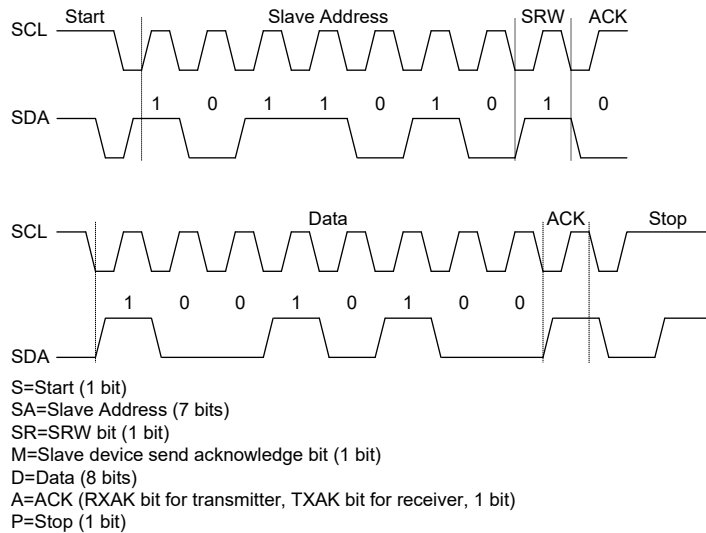 Start Slave Address SRW ACK
SCL
1 0 1 1 0 1 0 1 0
SDA
Data ACK Stop
SCL
1 0 0 1 0 1 0 0
SDA
S=Start (1 bit)
SA=Slave Address (7 bits)
SR=SRW bit (1 bit)
M=Slave device send acknowledge bit (1 bit)
D=Data (8 bits)
A=ACK (RXAK bit for transmitter, TXAK bit for receiver, 1 bit)
P=Stop (1 bit)